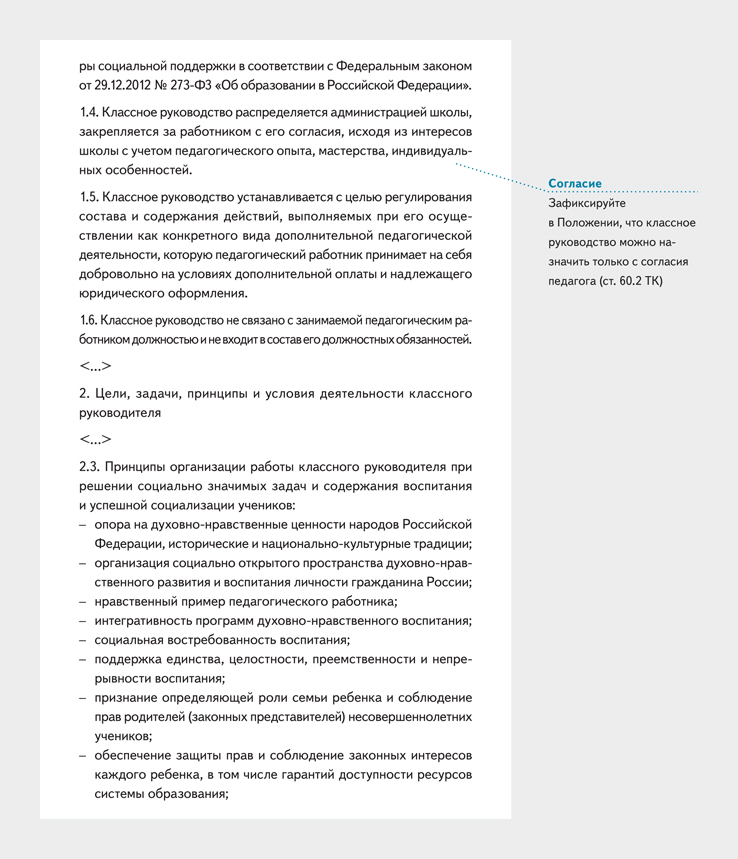 ры социальной поддержки в соответствии с Федеральным законом
от 29.12.2012 № 273-ФЗ «Об образовании в Российской Федерации».
1.4. Классное руководство распределяется администрацией школы,
закрепляется за работником с его согласия, исходя из интересов
школы с учетом педагогического опыта, мастерства, индивидуаль-
ных особенностей.
1.5. Классное руководство устанавливается с целью регулирования
состава и содержания действий, выполняемых при его осуще-
ствлении как конкретного вида дополнительной педагогической
деятельности, которую педагогический работник принимает на себя
добровольно на условиях дополнительной оплаты и надлежащего
юридического оформления.
1.6. Классное руководство не связано с занимаемой педагогическим ра-
ботником должностью и не входит в состав его должностных обязанностей.
<...>
2. Цели, задачи, принципы и условия деятельности классного
руководителя
<...>
2.3. Принципы организации работы классного руководителя при
решении социально значимых задач и содержания воспитания
и успешной социализации учеников:
– опора на духовно-нравственные ценности народов Российской
Федерации, исторические и национально-культурные традиции;
– организация социально открытого пространства духовно-нрав-
ственного развития и воспитания личности гражданина России;
– нравственный пример педагогического работника;
– интегративность программ духовно-нравственного воспитания;
– социальная востребованность воспитания;
– поддержка единства, целостности, преемственности и непре-
рывности воспитания;
– признание определяющей роли семьи ребенка и соблюдение
прав родителей (законных представителей) несовершеннолетних
учеников;
– обеспечение защиты прав и соблюдение законных интересов
каждого ребенка, в том числе гарантий доступности ресурсов
системы образования;
Согласие
Зафиксируйте
в Положении, что классное
руководство можно на-
значить только с согласия
педагога (ст. 60.2 ТК)